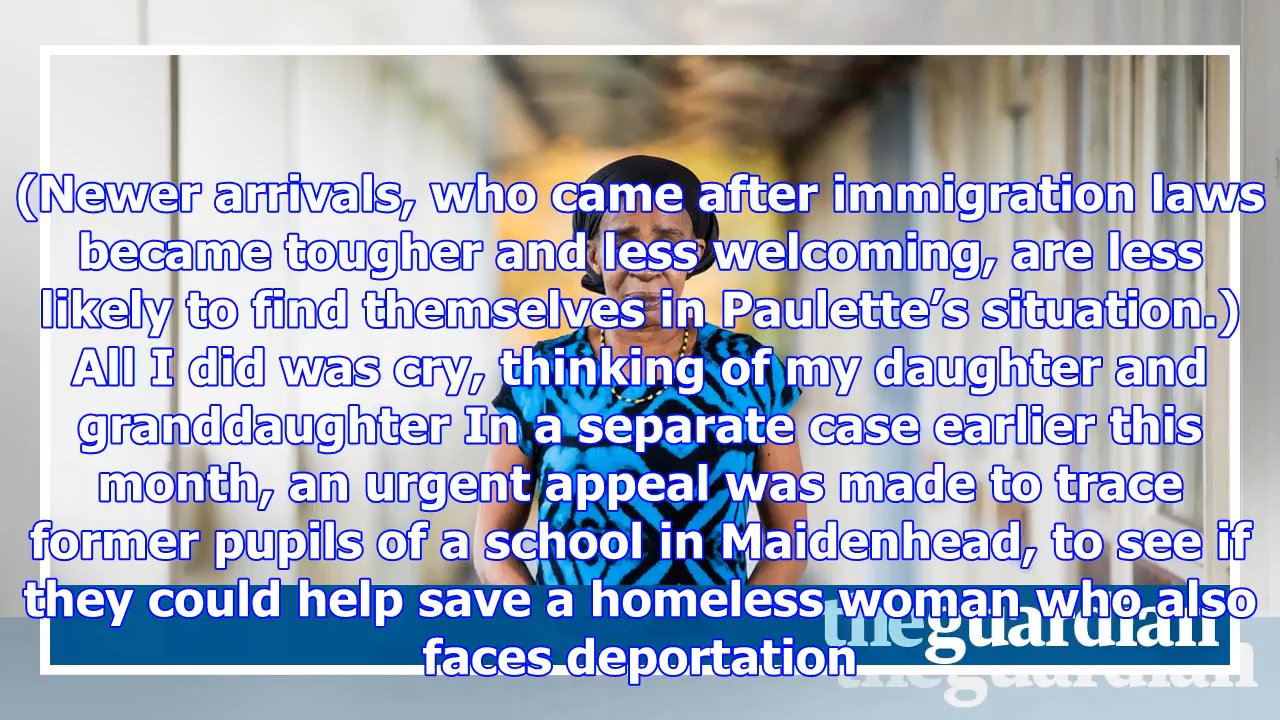 (Newer arrivals, who came after immigration laws
became tougher and less welcoming, are less
likely to find themselves in Paulette’s situation.)
All I did was cry, thinking of my daughter and
granddaughter In a separate case earlier this
month, an urgent appeal was made to trace
former pupils of a school in Maidenhead, to see if
they could help save a homeless woman who also
faces deportation
theguardian
theguardian